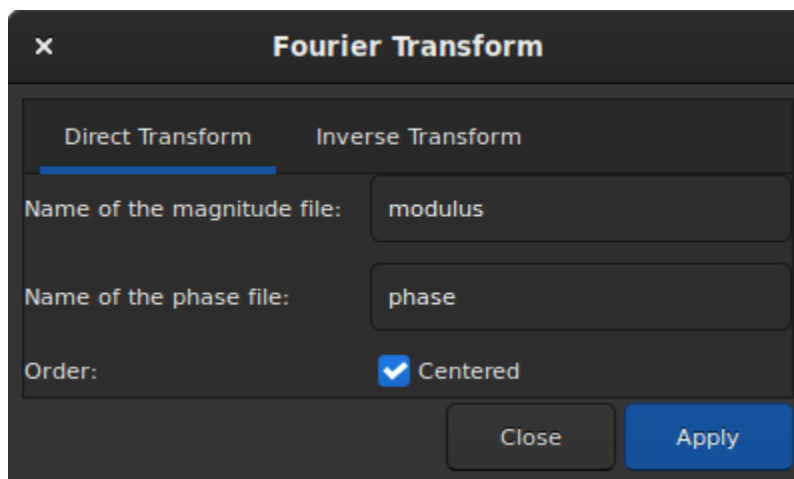 Fourier Transform
Direct Transform Inverse Transform
Name of the magnitude file: modulus
Name of the phase file: phase
Order: Centered
Close Apply